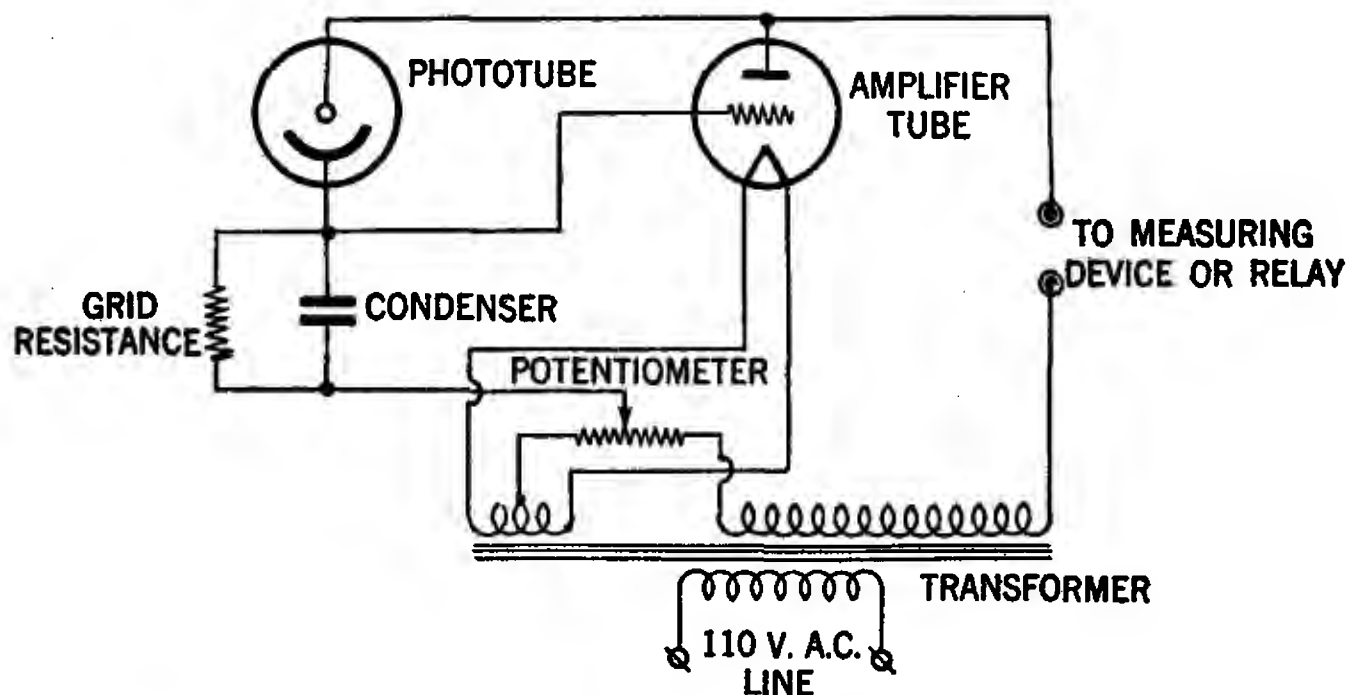 PHOTOTUBE
AMPLIFIER
TUBE
TO MEASURING
DEVICE OR RELAY
GRID
RESISTANCE
CONDENSER
POTENTIOMETER
TRANSFORMER
110 V. A.C.
LINE